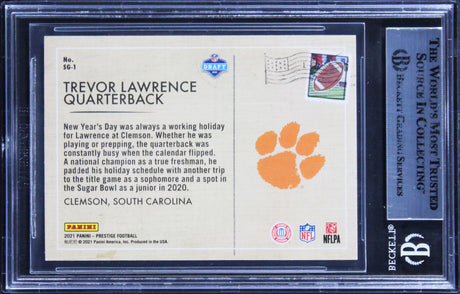 No.
SG-1
DRAFT
TREVOR LAWRENCE
QUARTERBACK
New Year's Day was always a working holiday
for Lawrence at Clemson. Whether he was
playing or prepping, the quarterback was
constantly busy when the calendar flipped.
A national champion as a true freshman, he
padded his holiday schedule with another trip
to the title game as a sophomore and a spot in
the Sugar Bowl as a junior in 2020.
CLEMSON, SOUTH CAROLINA
PANINI
2021 PANINI - PRESTIGE FOOTBALL
© 2021 Panini America, Inc. Produced in the USA.
NFL
NFLPA
THE WORLD'S MOST TRUSTED
SOURCE IN COLLECTING
BECKETT GRADING SERVICES
BECKETT